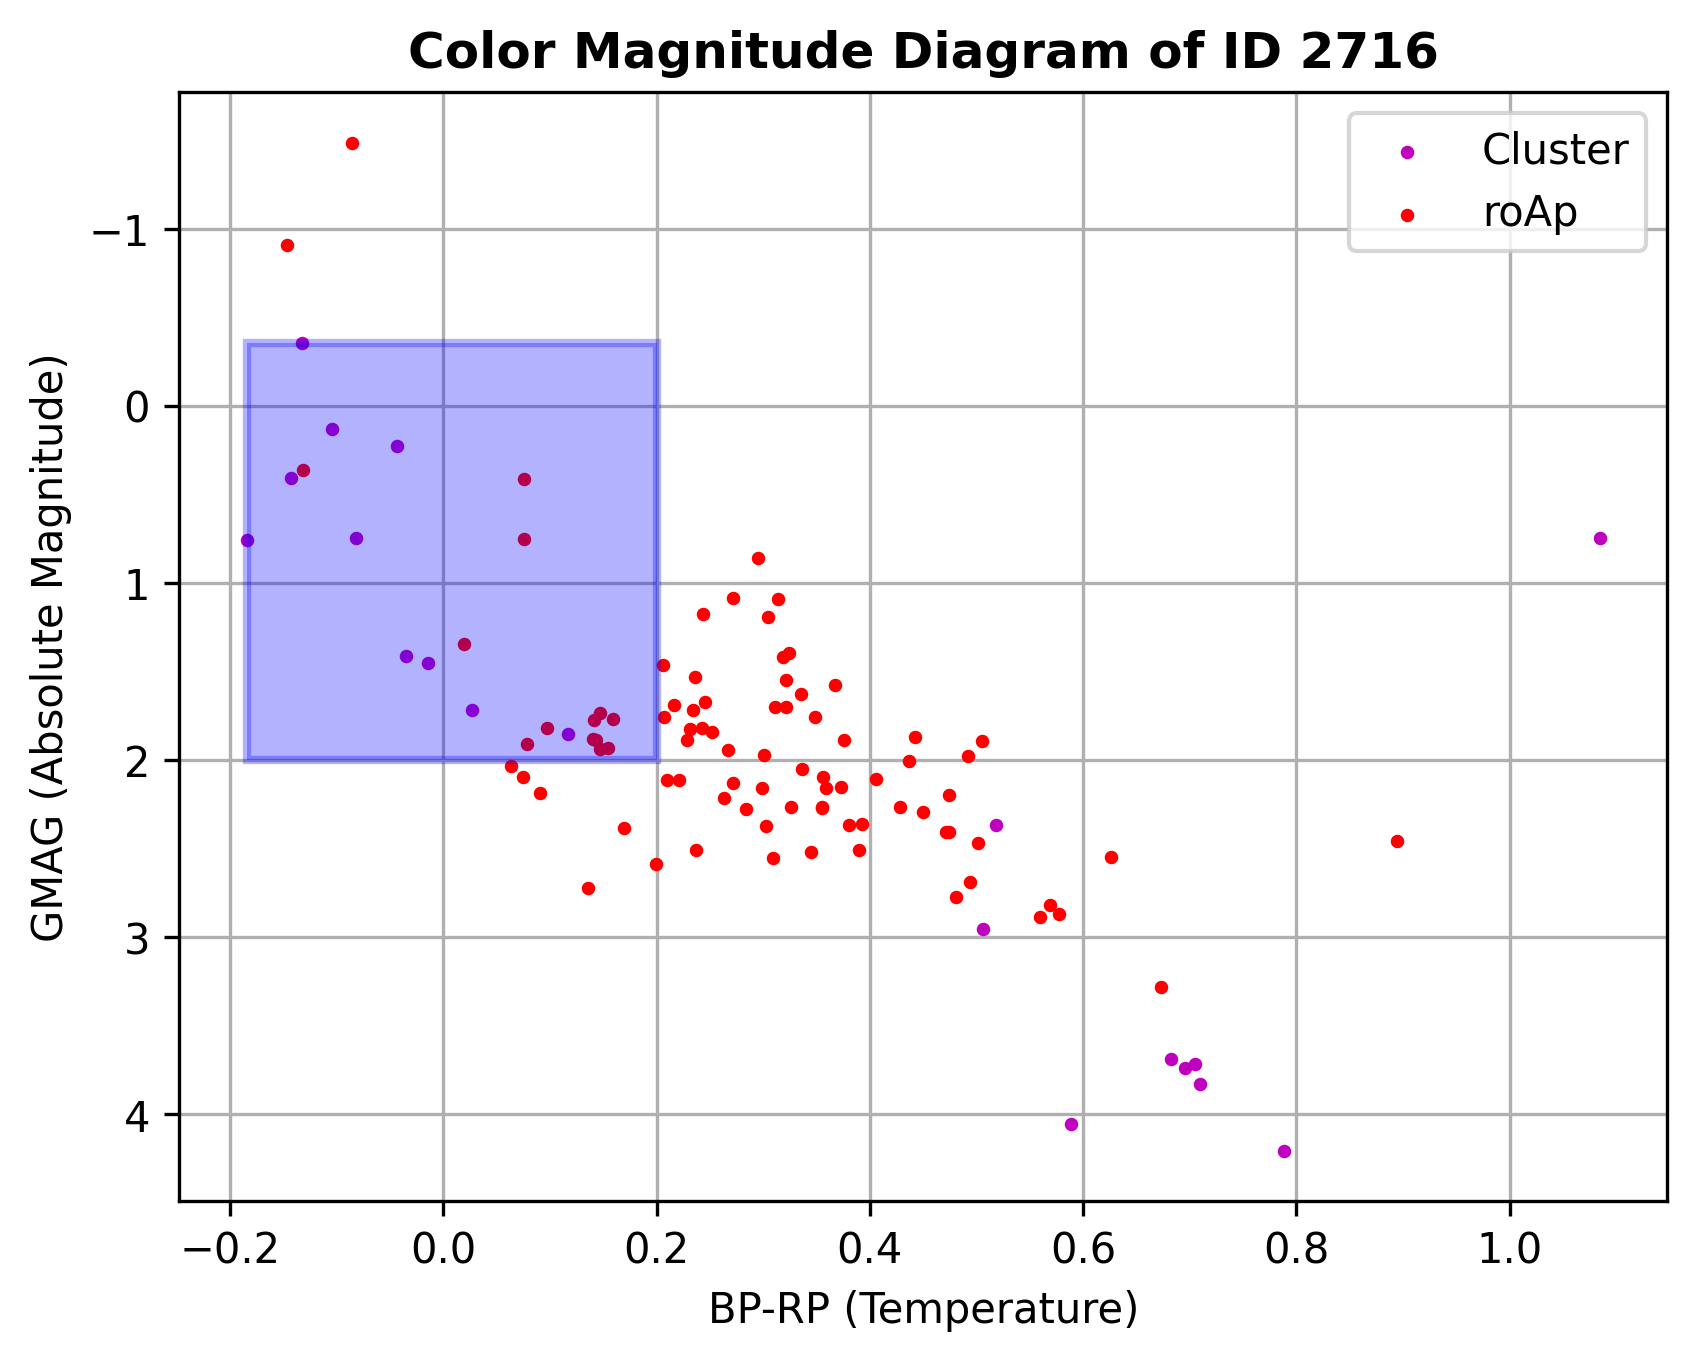 Color Magnitude Diagram of ID 2716
Cluster
roAp
GMAG (Absolute Magnitude)
−1
0
1
2
3
4
−0.2 0.0 0.2 0.4 0.6 0.8 1.0
BP-RP (Temperature)